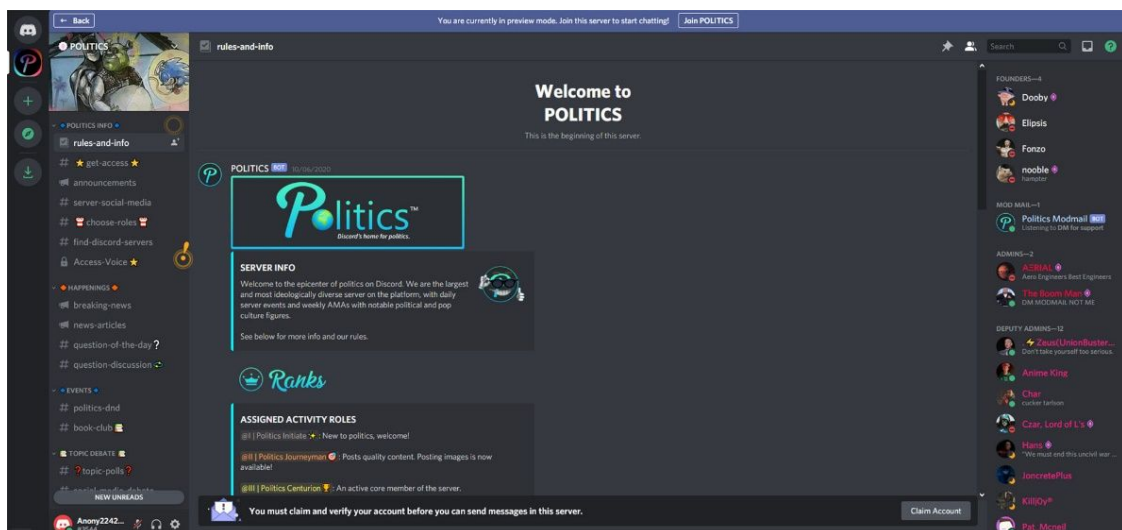 ← Back
You are currently in preview mode. Join this server to start chatting!
Join POLITICS
POLITICS
POLITICS INFO
rules-and-info
get-access
announcements
server-social-media
choose-roles
find-discord-servers
Access-Voice
HAPPENINGS
breaking-news
news-articles
question-of-the-day?
question-discussion
EVENTS
politics-dnd
book-club
TOPIC DEBATE
?topic-polls?
social-media-debate
NEW UNREADS
Anony2242...
rules-and-info
Search
Welcome to
POLITICS
This is the beginning of this server.
POLITICS BOT 10/06/2020
Politics™
Discord's home for politics.
SERVER INFO
Welcome to the epicenter of politics on Discord. We are the largest
and most ideologically diverse server on the platform, with daily
server events and weekly AMAs with notable political and pop
culture figures.
See below for more info and our rules.
Ranks
ASSIGNED ACTIVITY ROLES
@I | Politics Initiate : New to politics, welcome!
@II | Politics Journeyman : Posts quality content. Posting images is now
available!
@III | Politics Centurion : An active core member of the server.
You must claim and verify your account before you can send messages in this server.
Claim Account
FOUNDERS—4
Dooby
Elipsis
Fonzo
nooble
hampter
MOD MAIL—1
Politics Modmail BOT
Listening to DM for support
ADMINS—2
AERIAL
Aero Engineers Best Engineers
The Boom Man
DM MODMAIL NOT ME
DEPUTY ADMINS—12
Zeus(UnionBuster...
Don't take yourself too serious.
Anime King
Char
cucker tarlson
Czar, Lord of L's
Hans
"We must end this uncivil war ...
JoncretePlus
KillJOy®
Pat_Mcneil